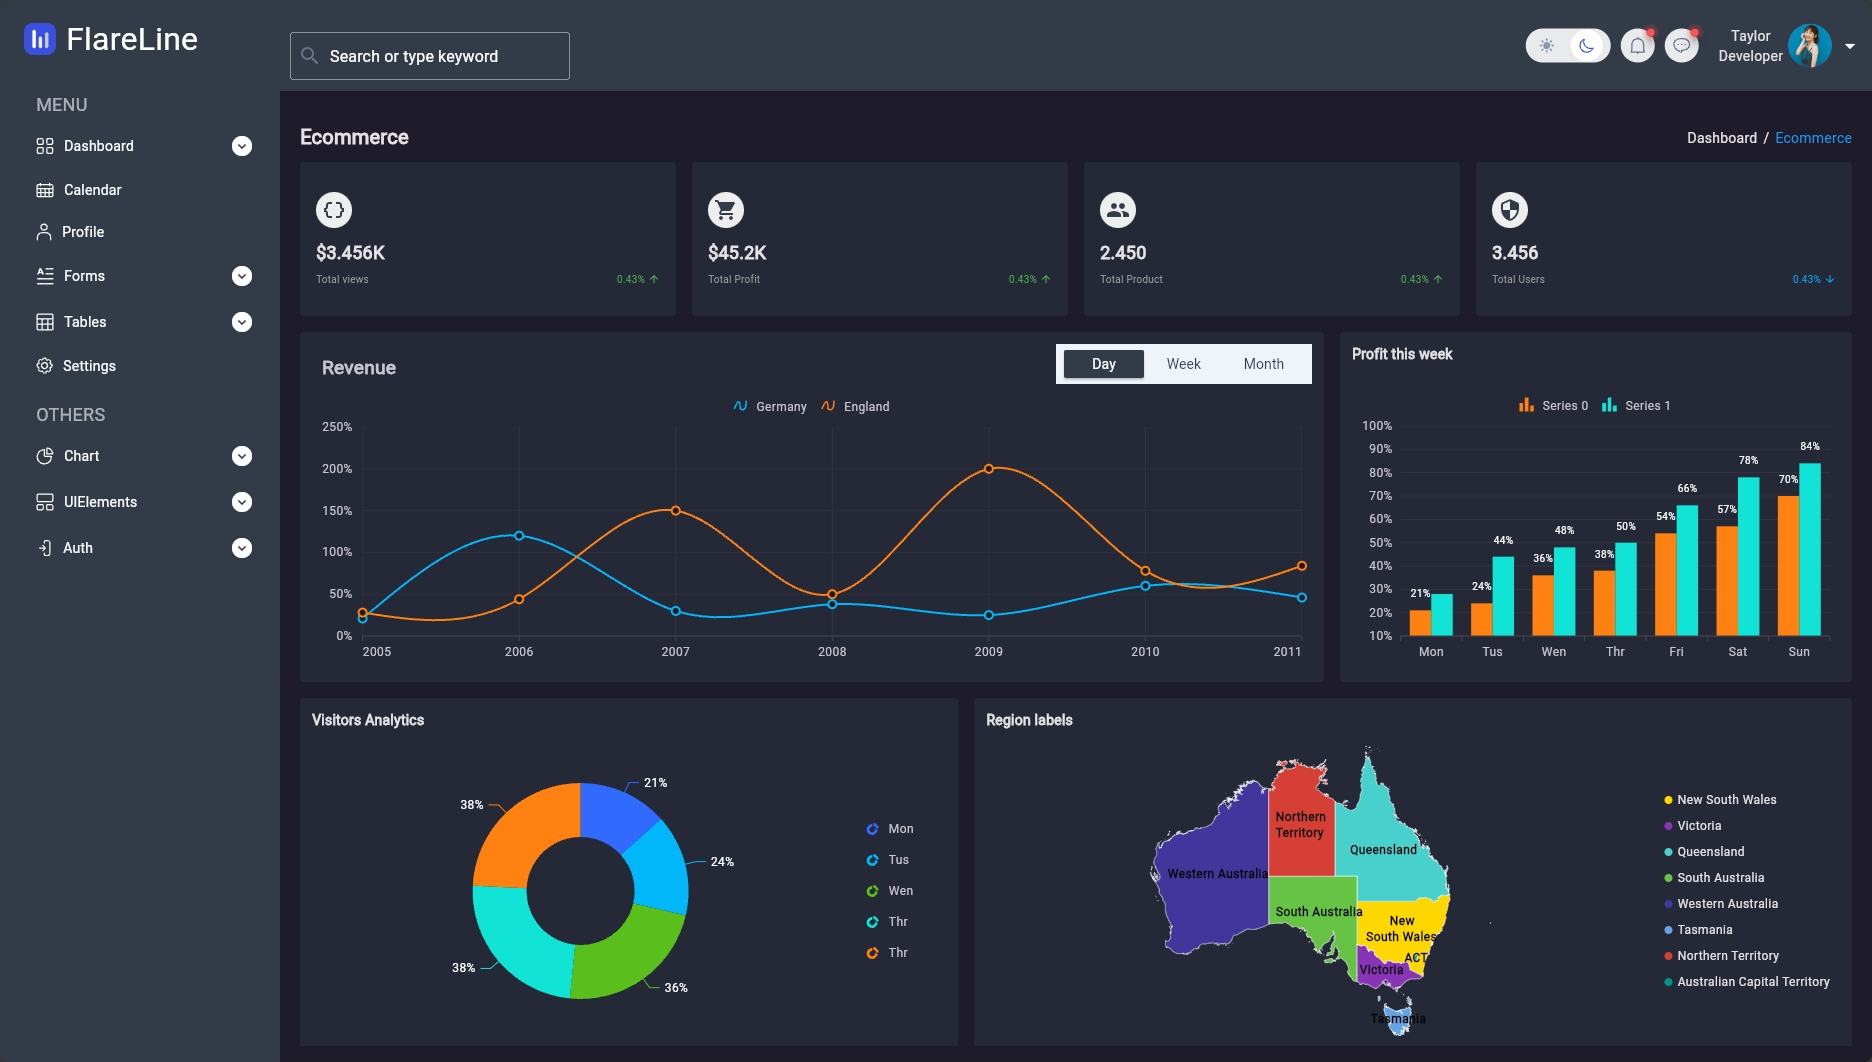 FlareLine
Search or type keyword
Taylor
Developer
MENU
Dashboard
Calendar
Profile
Forms
Tables
Settings
OTHERS
Chart
UIElements
Auth
Ecommerce
Dashboard / Ecommerce
$3.456K
Total views 0.43%
$45.2K
Total Profit 0.43%
2.450
Total Product 0.43%
3.456
Total Users 0.43%
Revenue
Day Week Month
Germany England
250%
200%
150%
100%
50%
0%
2005 2006 2007 2008 2009 2010 2011
Profit this week
Series 0 Series 1
100%
90%
80%
70%
60%
50%
40%
30%
20%
10%
21% 24% 44% 36% 48% 38% 50% 54% 66% 57% 78% 70% 84%
Mon Tus Wen Thr Fri Sat Sun
Visitors Analytics
21%
24%
36%
38%
38%
Mon
Tus
Wen
Thr
Thr
Region labels
Northern
Territory
Queensland
Western Australia
South Australia
New
South Wales
ACT
Victoria
Tasmania
New South Wales
Victoria
Queensland
South Australia
Western Australia
Tasmania
Northern Territory
Australian Capital Territory